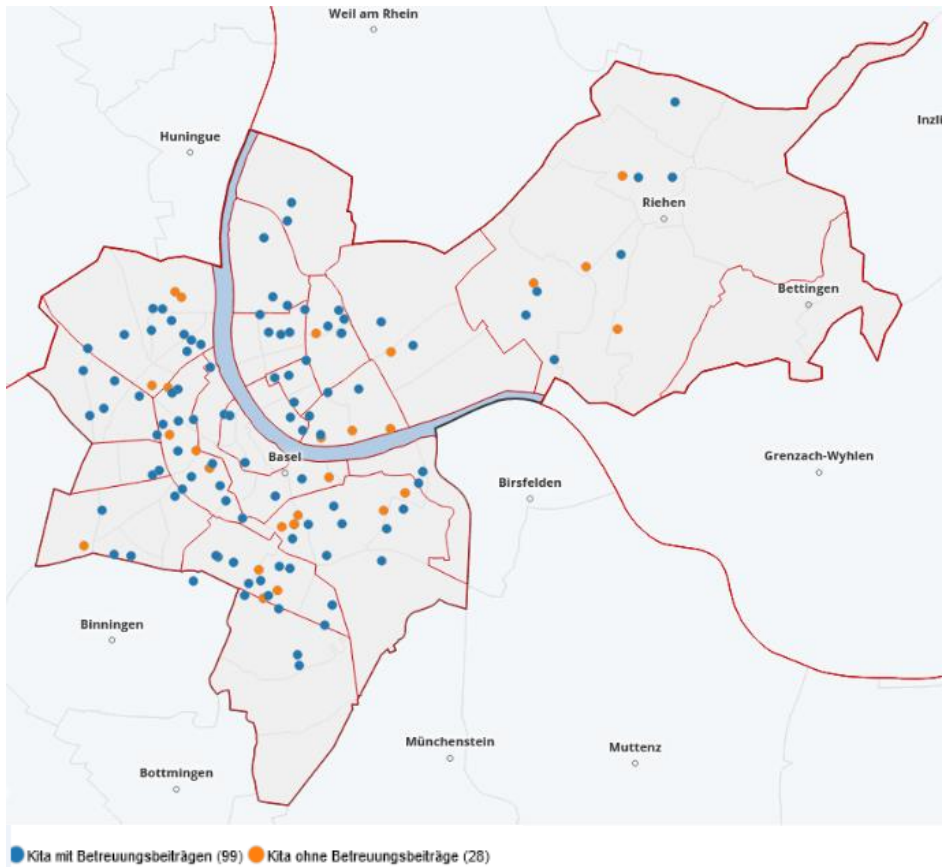 Weil am Rhein
Huningue
Inzli
Riehen
Bettingen
Basel
Grenzach-Wyhlen
Birsfelden
Binningen
Münchenstein
Muttenz
Bottmingen
Kita mit Betreuungsbeiträgen (99) Kita ohne Betreuungsbeiträge (28)